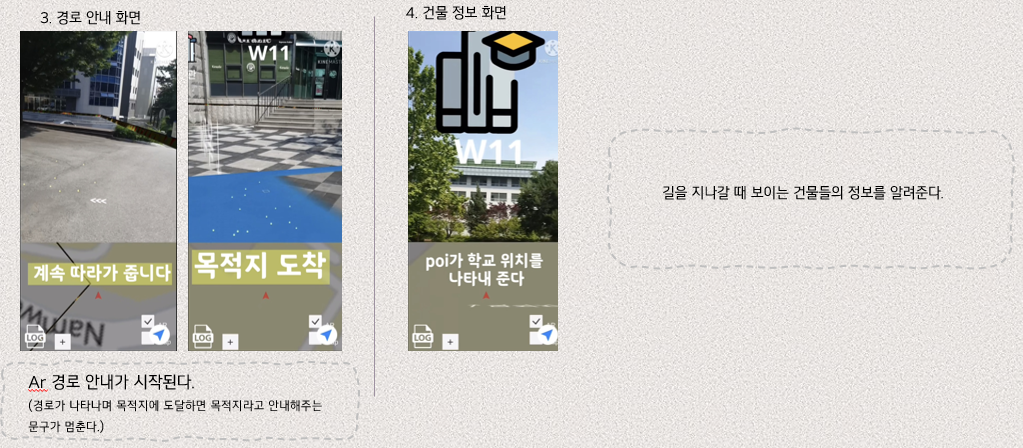 3. 경로 안내 화면
4. 건물 정보 화면
W11
계속 따라가 줍니다
LOG
목적지 도착
LOG
W11
poi가 학교 위치를
나타내 준다
LOG
길을 지나갈 때 보이는 건물들의 정보를 알려준다.
Ar 경로 안내가 시작된다.
(경로가 나타나며 목적지에 도달하면 목적지라고 안내해주는
문구가 멈춘다.)